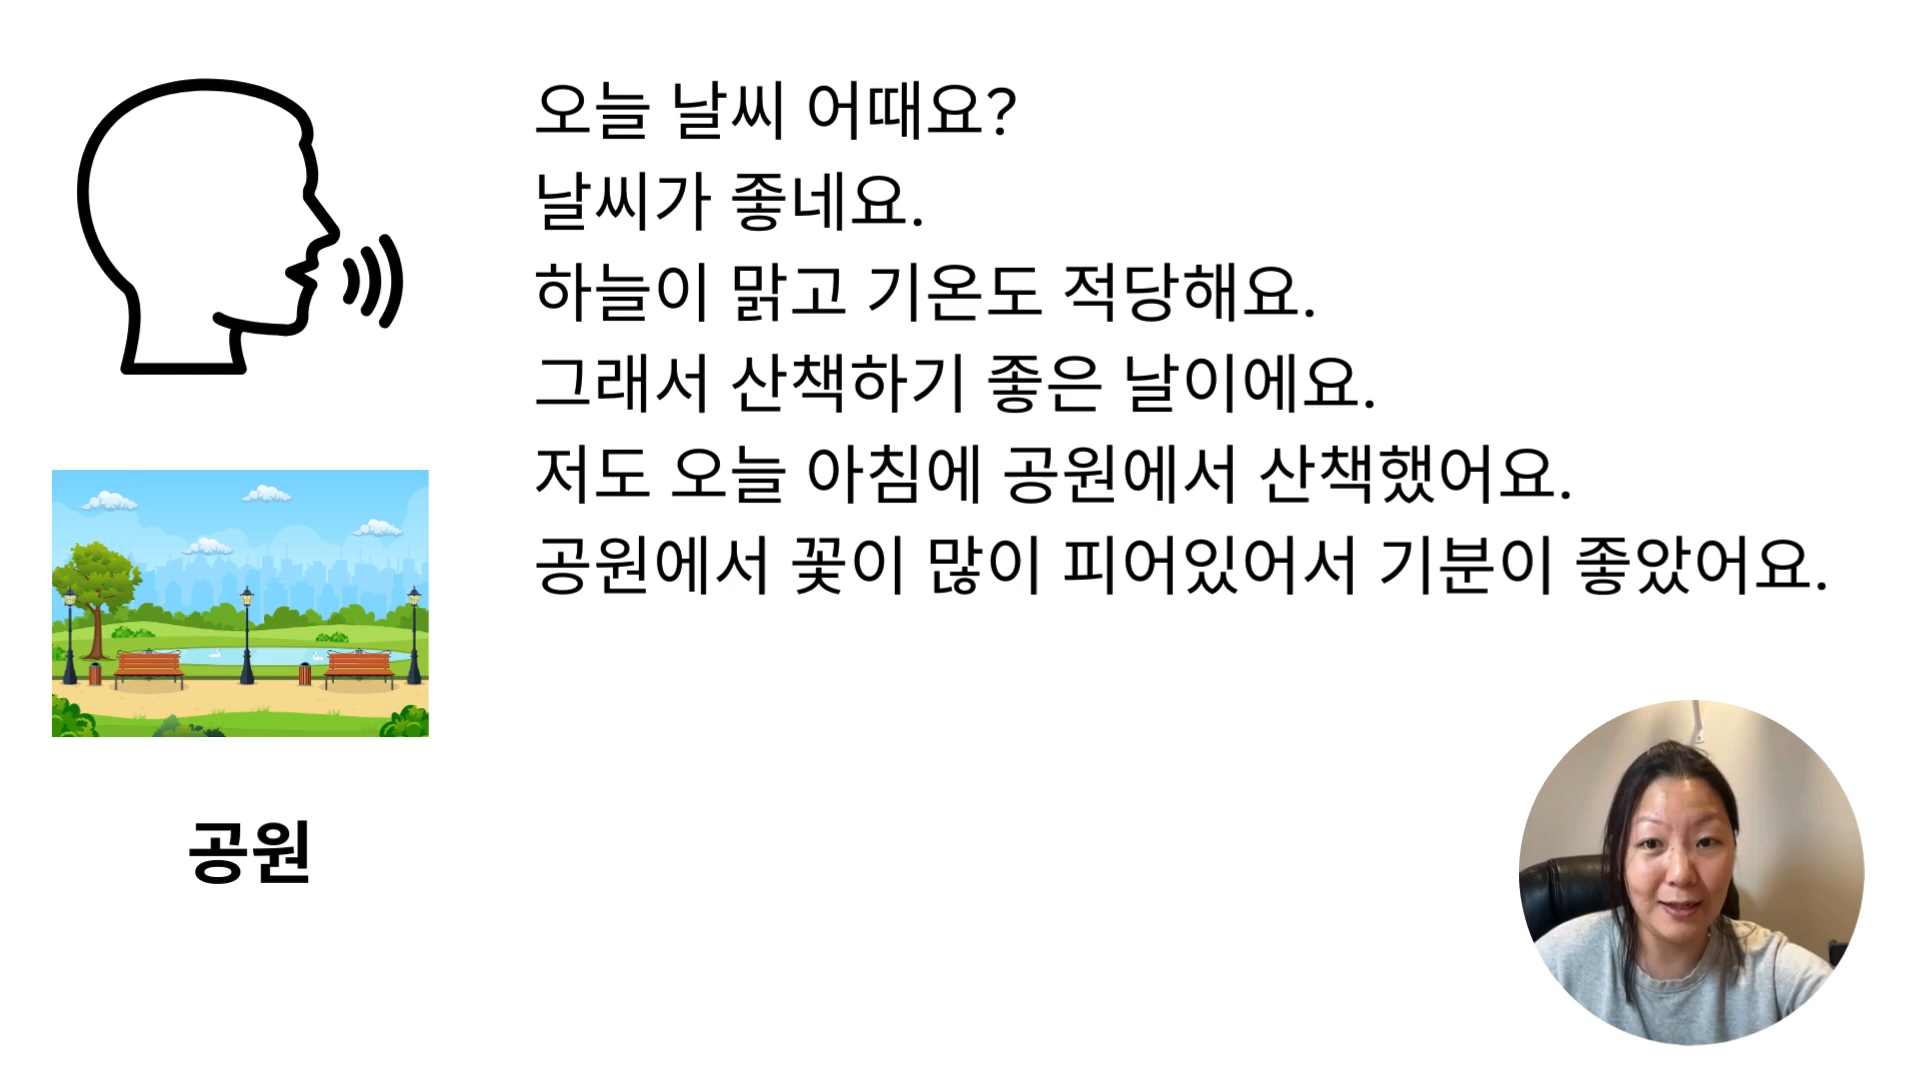 오늘 날씨 어때요?
날씨가 좋네요.
하늘이 맑고 기온도 적당해요.
그래서 산책하기 좋은 날이에요.
저도 오늘 아침에 공원에서 산책했어요.
공원에서 꽃이 많이 피어있어서 기분이 좋았어요.
공원